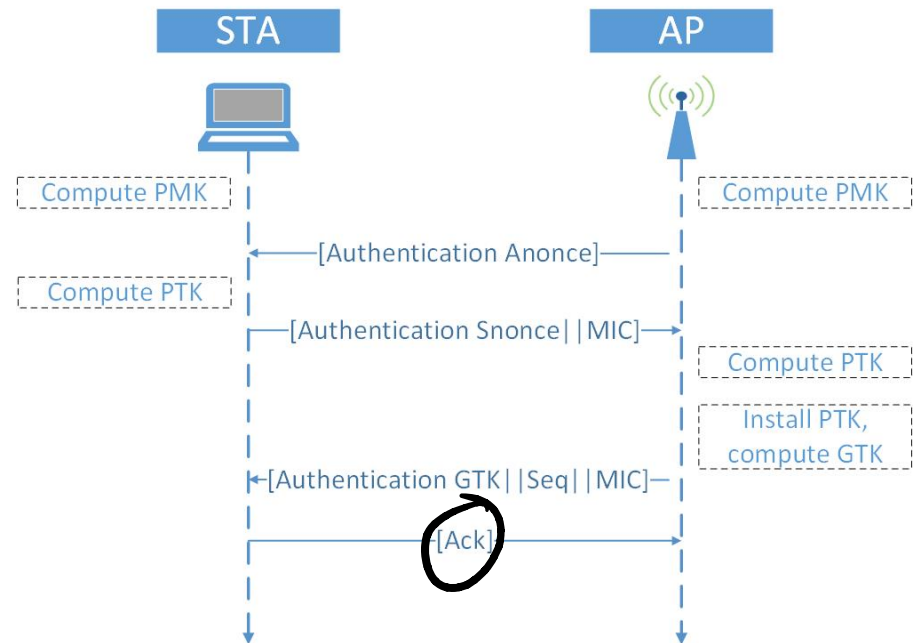 STA
AP
Compute PMK
Compute PMK
[Authentication Anonce]
Compute PTK
[Authentication Snonce||MIC]
Compute PTK
Install PTK,
compute GTK
[Authentication GTK||Seq||MIC]
[Ack]